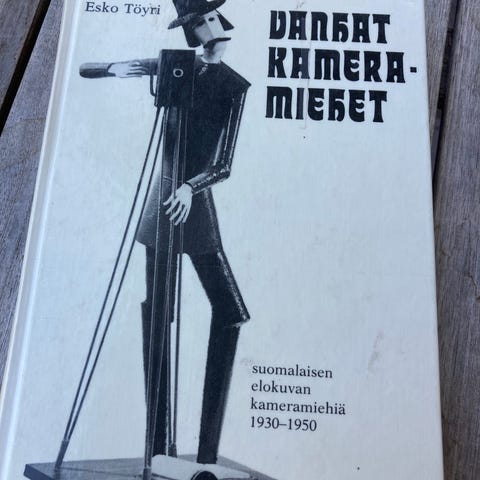 Esko Töyri
VANHAT
KAMERA-
MIEHET
suomalaisen
elokuvan
kameramiehiä
1930–1950